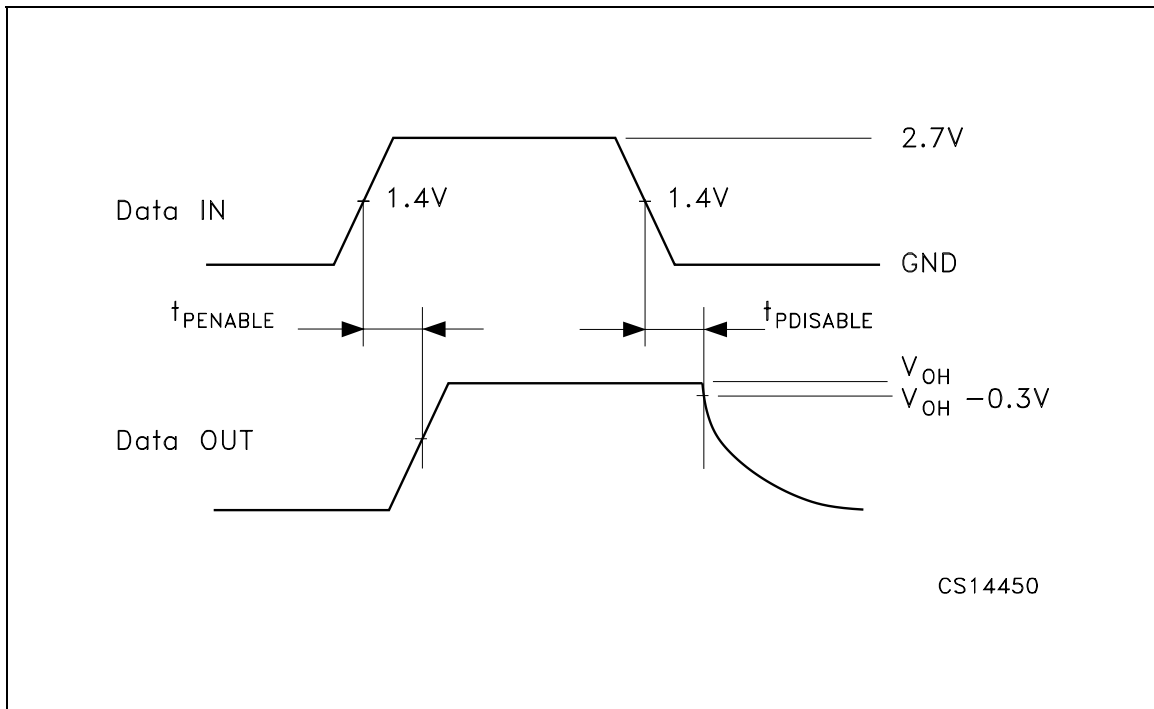 2.7V
Data IN
1.4V
1.4V
GND
tPENABLE
tPDISABLE
VOH
VOH -0.3V
Data OUT
CS14450